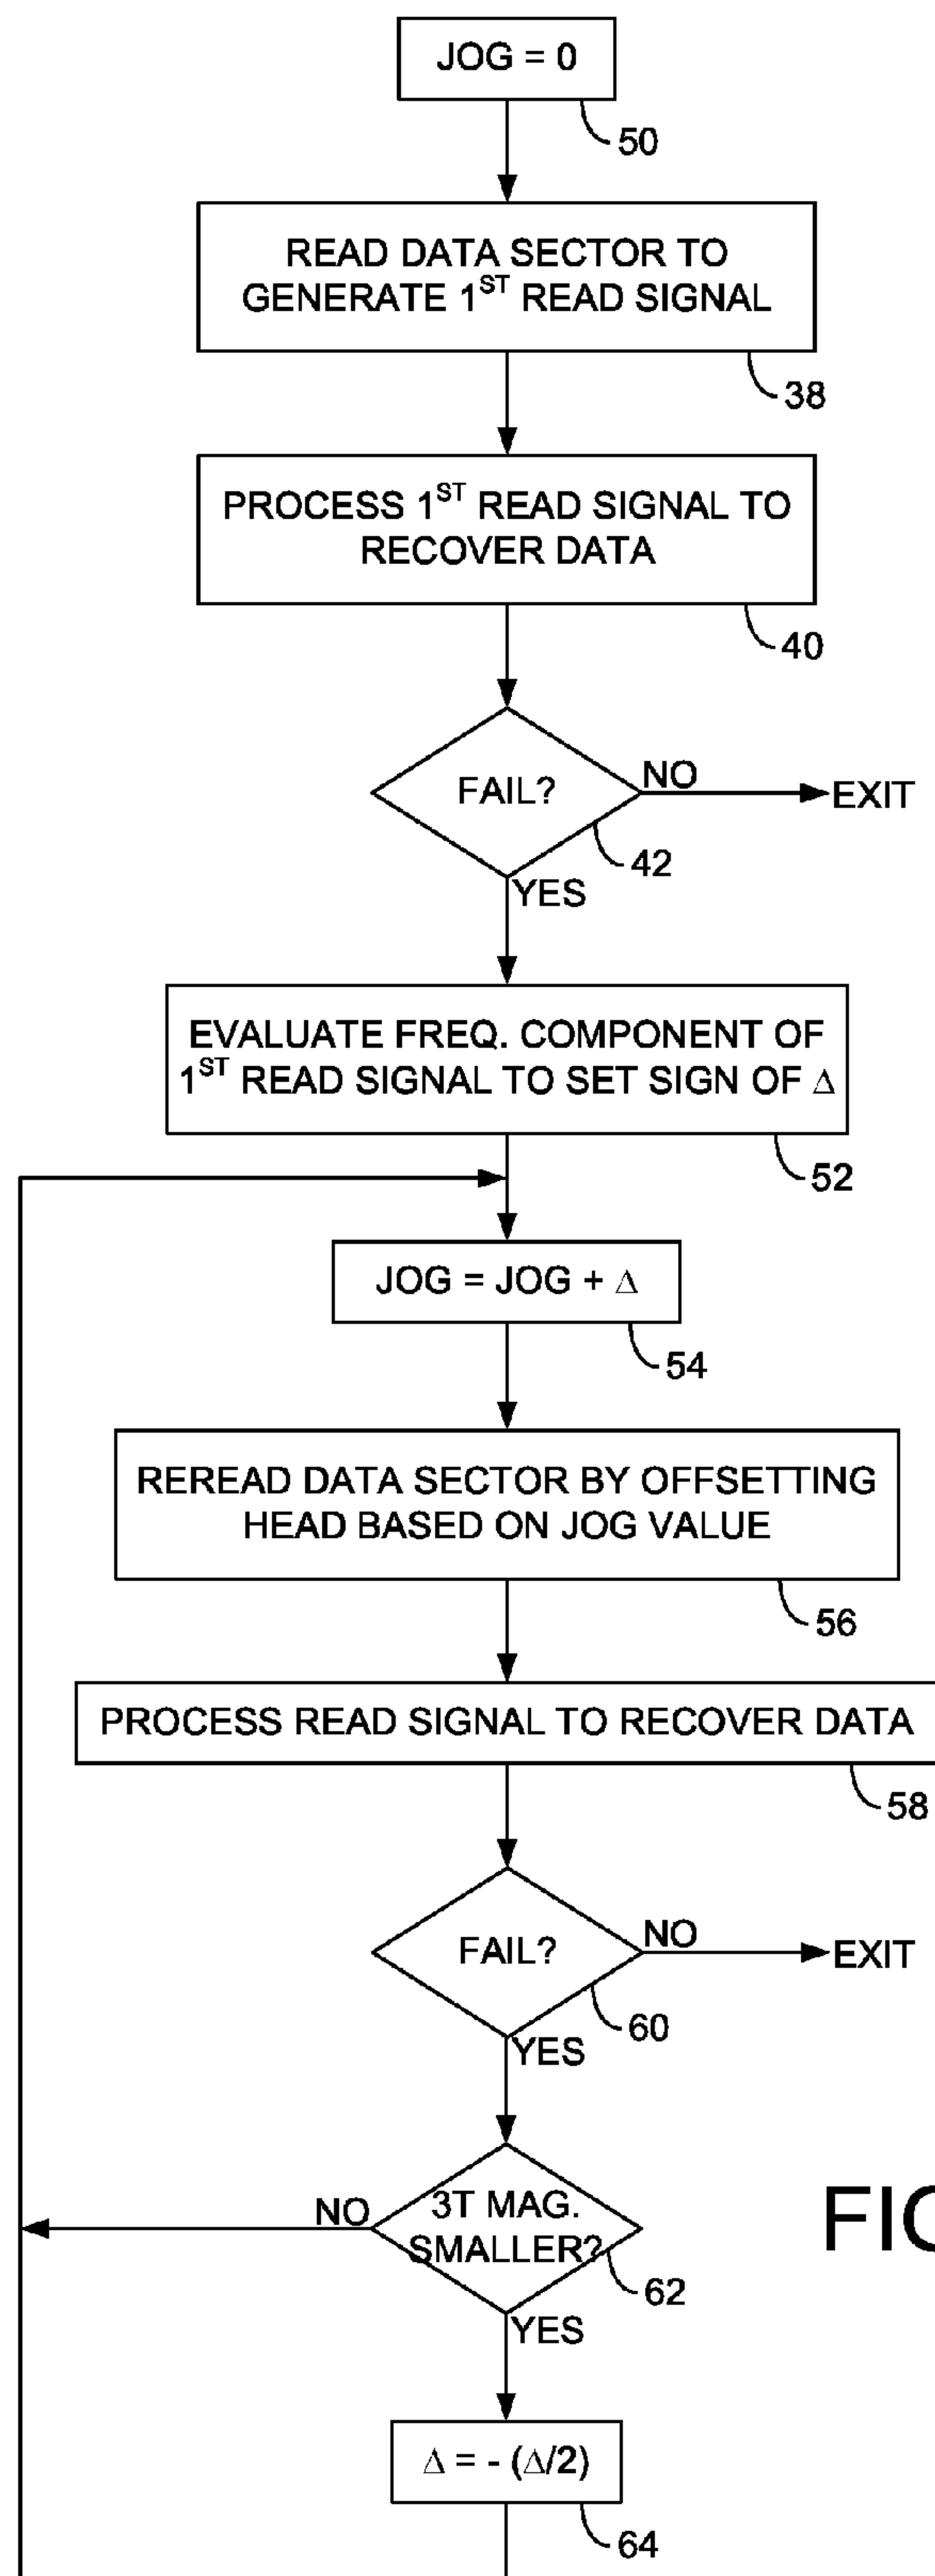 JOG = 0
50
READ DATA SECTOR TO
GENERATE 1ST READ SIGNAL
38
PROCESS 1ST READ SIGNAL TO
RECOVER DATA
40
FAIL?
NO
EXIT
42
YES
EVALUATE FREQ. COMPONENT OF
1ST READ SIGNAL TO SET SIGN OF Δ
52
JOG = JOG + Δ
54
REREAD DATA SECTOR BY OFFSETTING
HEAD BASED ON JOG VALUE
56
PROCESS READ SIGNAL TO RECOVER DATA
58
FAIL?
NO
EXIT
60
YES
NO
3T MAG.
SMALLER?
62
YES
Δ = - (Δ/2)
64